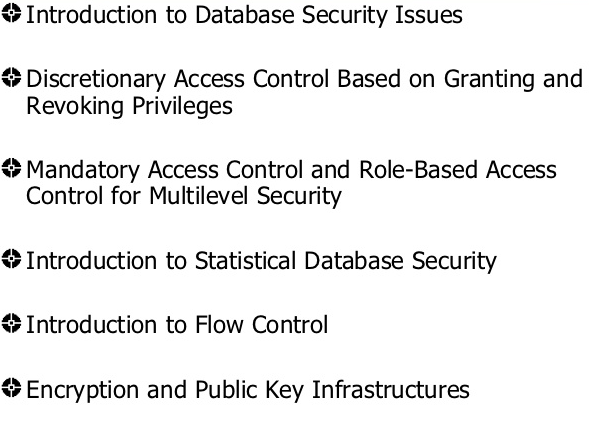 Introduction to Database Security Issues
Discretionary Access Control Based on Granting and
Revoking Privileges
Mandatory Access Control and Role-Based Access
Control for Multilevel Security
Introduction to Statistical Database Security
Introduction to Flow Control
Encryption and Public Key Infrastructures